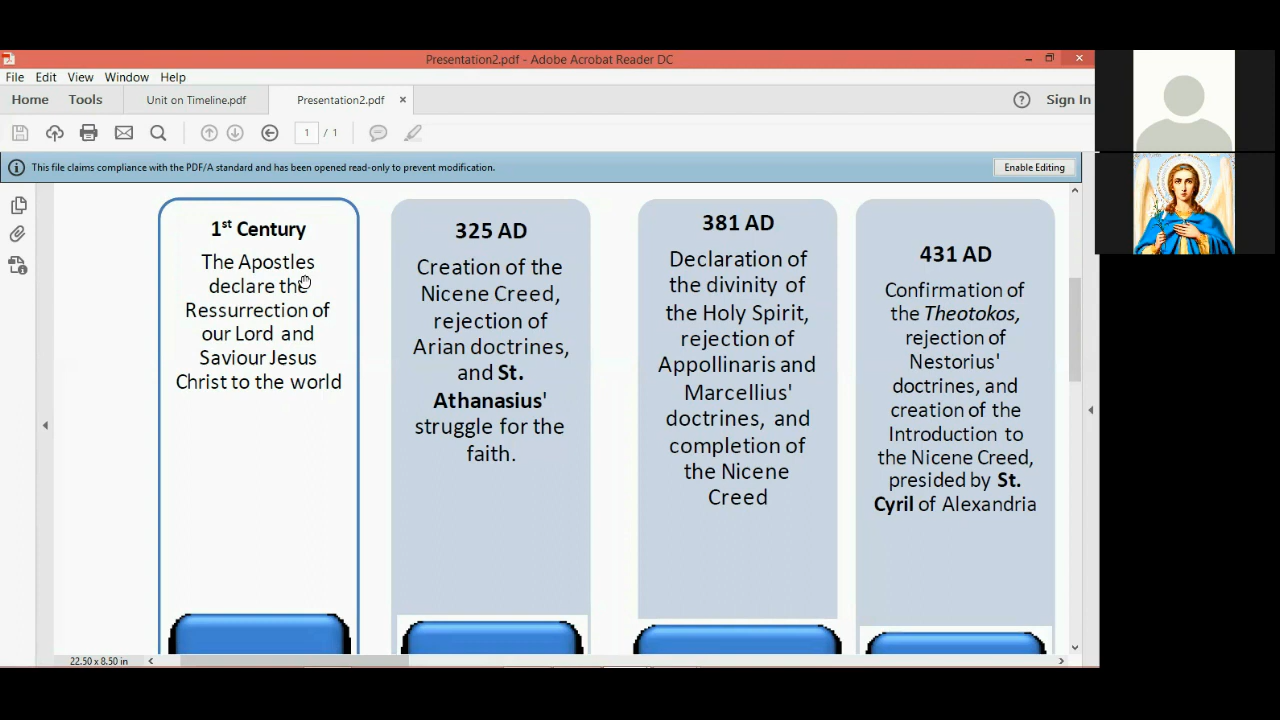 Presentation2.pdf - Adobe Acrobat Reader DC
File Edit View Window Help
Home Tools Unit on Timeline.pdf Presentation2.pdf × Sign In
1 / 1
This file claims compliance with the PDF/A standard and has been opened read-only to prevent modification. Enable Editing
1st Century
The Apostles
declare the
Ressurrection of
our Lord and
Saviour Jesus
Christ to the world
325 AD
Creation of the
Nicene Creed,
rejection of
Arian doctrines,
and St.
Athanasius'
struggle for the
faith.
381 AD
Declaration of
the divinity of
the Holy Spirit,
rejection of
Appollinaris and
Marcellius'
doctrines, and
completion of
the Nicene
Creed
431 AD
Confirmation of
the Theotokos,
rejection of
Nestorius'
doctrines, and
creation of the
Introduction to
the Nicene Creed,
presided by St.
Cyril of Alexandria
22.50 x 8.50 in